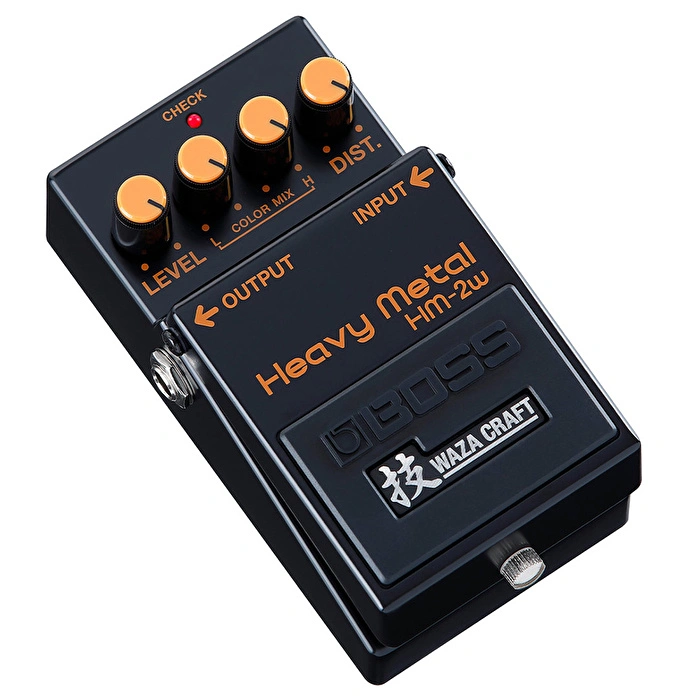 CHECK
LEVEL
L COLOR MIX H
DIST.
OUTPUT
INPUT
Heavy Metal
HM-2w
BOSS
技 WAZA CRAFT